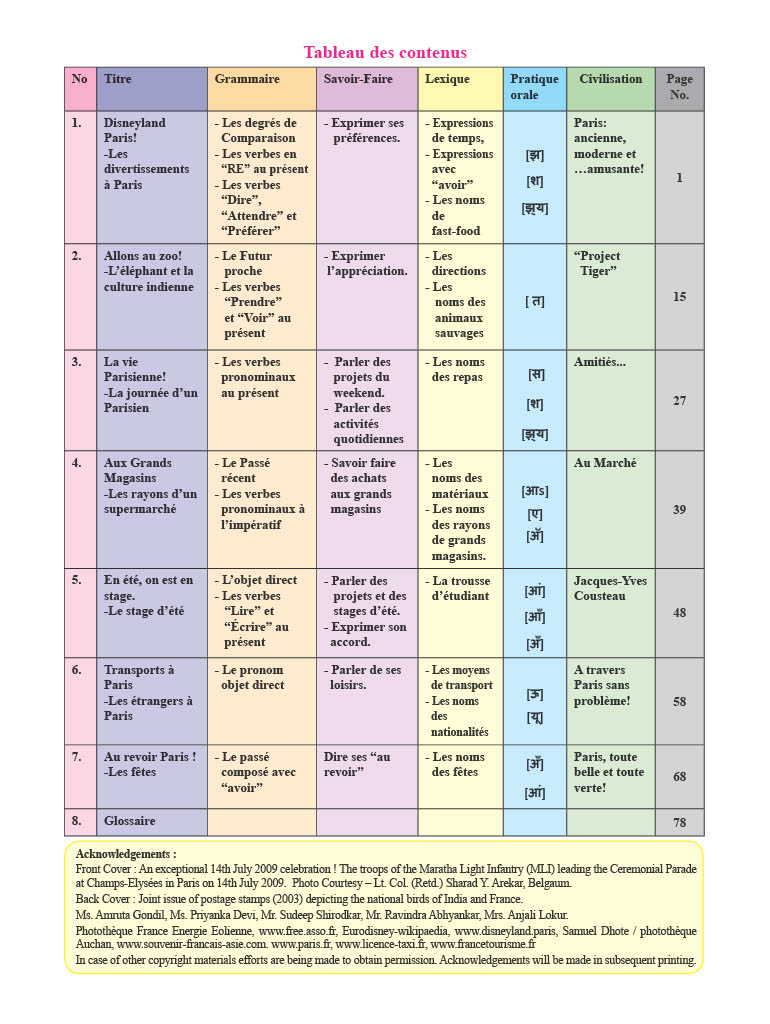 Tableau des contenus
No Titre Grammaire Savoir-Faire Lexique Pratique orale Civilisation Page No.
1.
Disneyland
Paris!
-Les
divertissements
à Paris
- Les degrés de
Comparaison
- Les verbes en
“RE” au présent
- Les verbes
“Dire”,
“Attendre” et
“Préférer”
- Exprimer ses
préférences.
- Expressions
de temps,
- Expressions
avec
“avoir”
- Les noms
de
fast-food
[झ]
[श]
[झ्य]
Paris:
ancienne,
moderne et
…amusante!
1
2.
Allons au zoo!
-L’éléphant et la
culture indienne
- Le Futur
proche
- Les verbes
“Prendre”
et “Voir” au
présent
- Exprimer
l’appréciation.
- Les
directions
- Les
noms des
animaux
sauvages
[ त]
“Project
Tiger”
15
3.
La vie
Parisienne!
-La journée d’un
Parisien
- Les verbes
pronominaux
au présent
- Parler des
projets du
weekend.
- Parler des
activités
quotidiennes
- Les noms
des repas
[स]
[श]
[झ्य]
Amitiés...
27
4.
Aux Grands
Magasins
-Les rayons d’un
supermarché
- Le Passé
récent
- Les verbes
pronominaux à
l’impératif
- Savoir faire
des achats
aux grands
magasins
- Les
noms des
matériaux
- Les noms
des rayons
de grands
magasins.
[आऽ]
[ए]
[ॲ]
Au Marché
39
5.
En été, on est en
stage.
-Le stage d’été
- L’objet direct
- Les verbes
“Lire” et
“Écrire” au
présent
- Parler des
projets et des
stages d’été.
- Exprimer son
accord.
- La trousse
d’étudiant
[आं]
[आँ]
[अँ]
Jacques-Yves
Cousteau
48
6.
Transports à
Paris
-Les étrangers à
Paris
- Le pronom
objet direct
- Parler de ses
loisirs.
- Les moyens
de transport
- Les noms
des
nationalités
[ऊ]
[यू]
A travers
Paris sans
problème!
58
7.
Au revoir Paris !
-Les fêtes
- Le passé
composé avec
“avoir”
Dire ses “au
revoir”
- Les noms
des fêtes
[अँ]
[आं]
Paris, toute
belle et toute
verte!
68
8.
Glossaire
78
Acknowledgements :
Front Cover : An exceptional 14th July 2009 celebration ! The troops of the Maratha Light Infantry (MLI) leading the Ceremonial Parade
at Champs-Elysées in Paris on 14th July 2009. Photo Courtesy – Lt. Col. (Retd.) Sharad Y. Arekar, Belgaum.
Back Cover : Joint issue of postage stamps (2003) depicting the national birds of India and France.
Ms. Amruta Gondil, Ms. Priyanka Devi, Mr. Sudeep Shirodkar, Mr. Ravindra Abhyankar, Mrs. Anjali Lokur.
Photothèque France Energie Eolienne, www.free.asso.fr, Eurodisney-wikipaedia, www.disneyland.paris, Samuel Dhote / photothèque
Auchan, www.souvenir-francais-asie.com. www.paris.fr, www.licence-taxi.fr, www.francetourisme.fr
In case of other copyright materials efforts are being made to obtain permission. Acknowledgements will be made in subsequent printing.